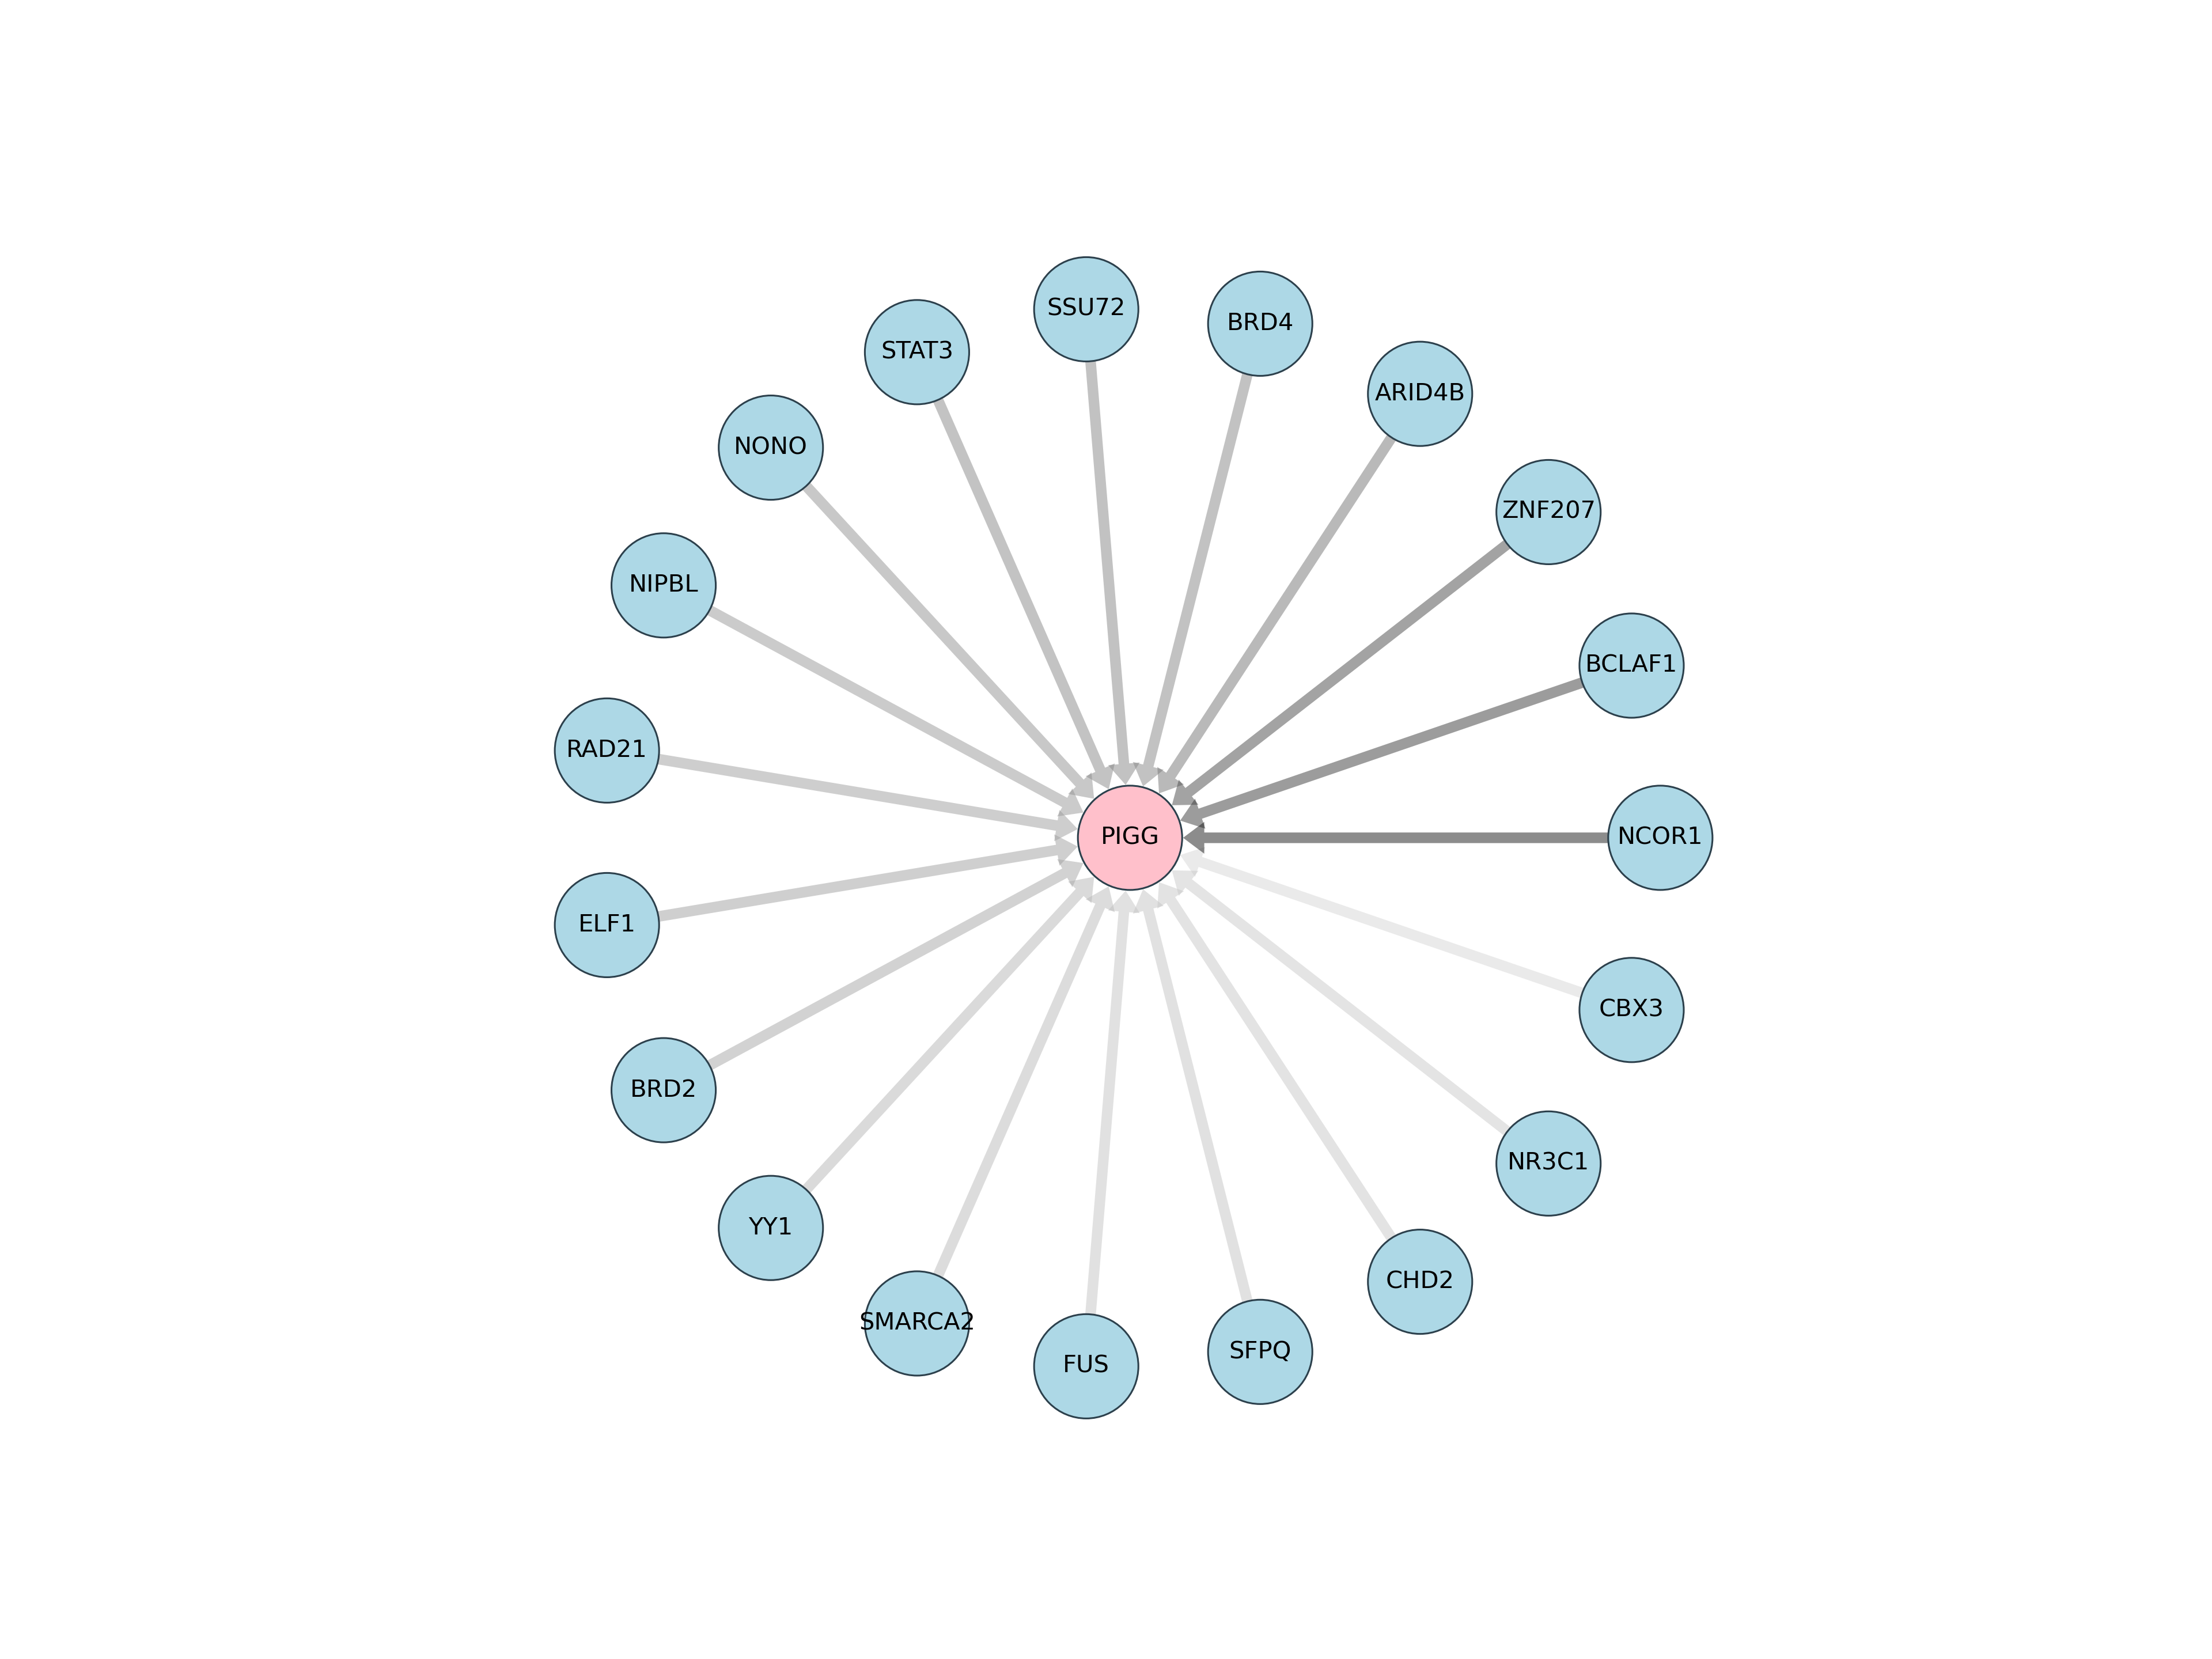 SSU72
BRD4
STAT3
ARID4B
NONO
ZNF207
NIPBL
BCLAF1
RAD21
PIGG
NCOR1
ELF1
CBX3
BRD2
NR3C1
YY1
CHD2
SMARCA2
SFPQ
FUS